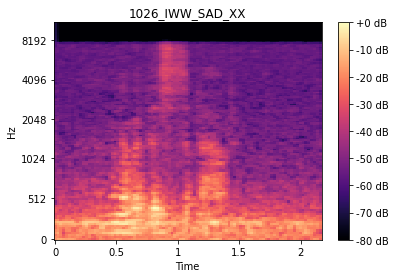 1026_IWW_SAD_XX
8192
4096
2048
1024
512
0
Hz
0
0.5
1
1.5
2
Time
+0 dB
-10 dB
-20 dB
-30 dB
-40 dB
-50 dB
-60 dB
-70 dB
-80 dB